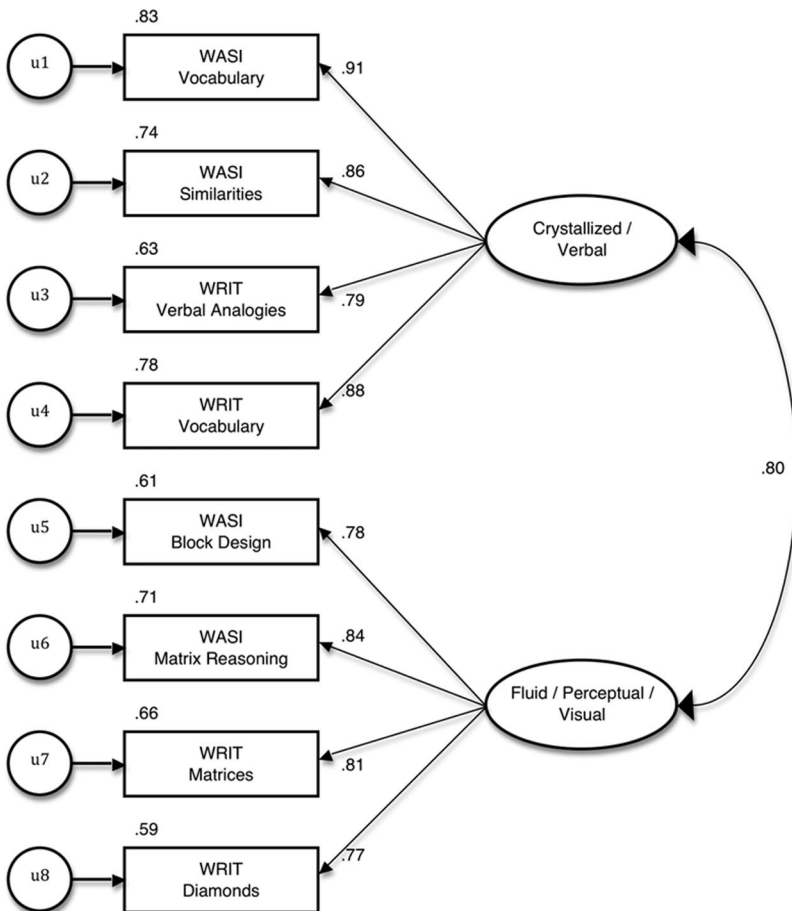 .83
u1
WASI
Vocabulary
.91
.74
u2
WASI
Similarities
.86
.63
u3
WRIT
Verbal Analogies
.79
.78
u4
WRIT
Vocabulary
.88
Crystallized /
Verbal
.80
.61
u5
WASI
Block Design
.78
.71
u6
WASI
Matrix Reasoning
.84
.66
u7
WRIT
Matrices
.81
.59
u8
WRIT
Diamonds
.77
Fluid / Perceptual /
Visual